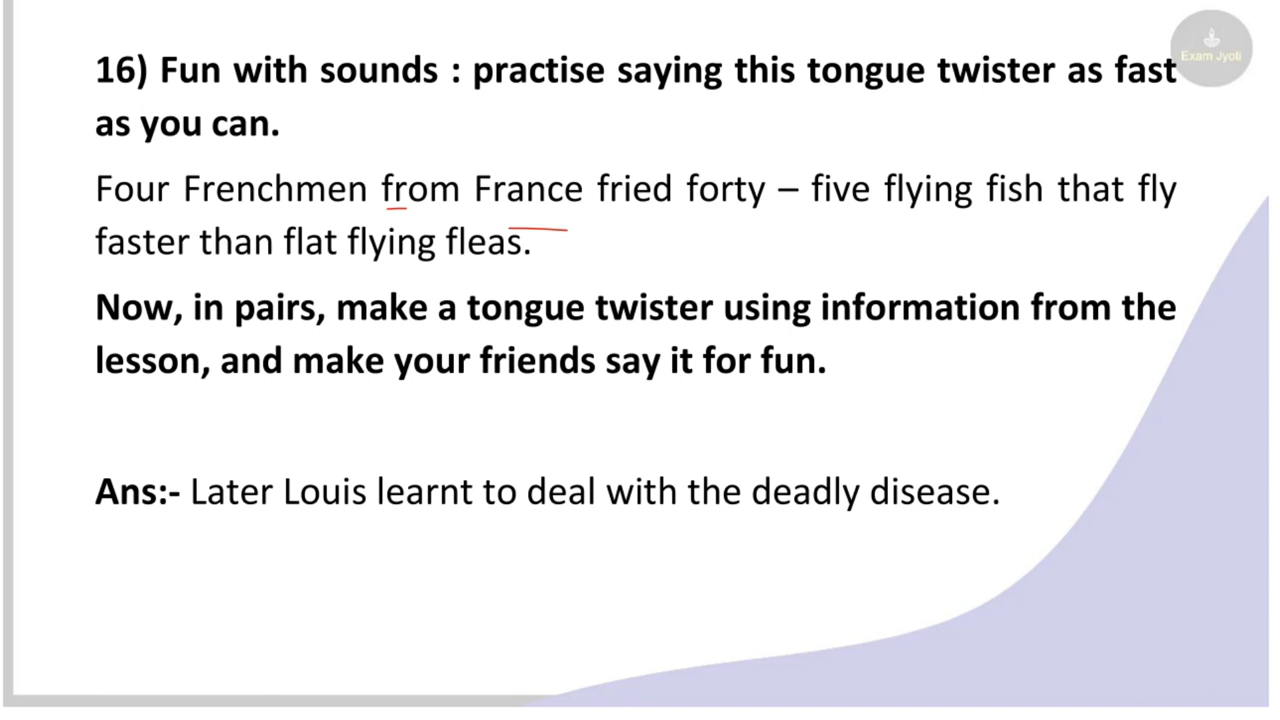 Exam Jyoti
16) Fun with sounds : practise saying this tongue twister as fast
as you can.
Four Frenchmen from France fried forty – five flying fish that fly
faster than flat flying fleas.
Now, in pairs, make a tongue twister using information from the
lesson, and make your friends say it for fun.
Ans:- Later Louis learnt to deal with the deadly disease.